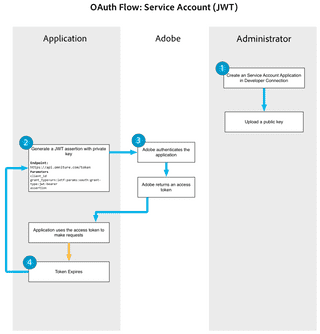 OAuth Flow: Service Account (JWT)
Application
Adobe
Administrator
1
Create an Service Account Application
in Developer Connection
Upload a public key
2
Generate a JWT assertion with private
key
Endpoint:
https://api.omniture.com/token
Parameters
client_id
grant_type=urn:ietf:params:oauth:grant-
type:jwt-bearer
assertion
3
Adobe authenticates the
application
Adobe returns an access
token
Application uses the access token to
make requests
4
Token Expires